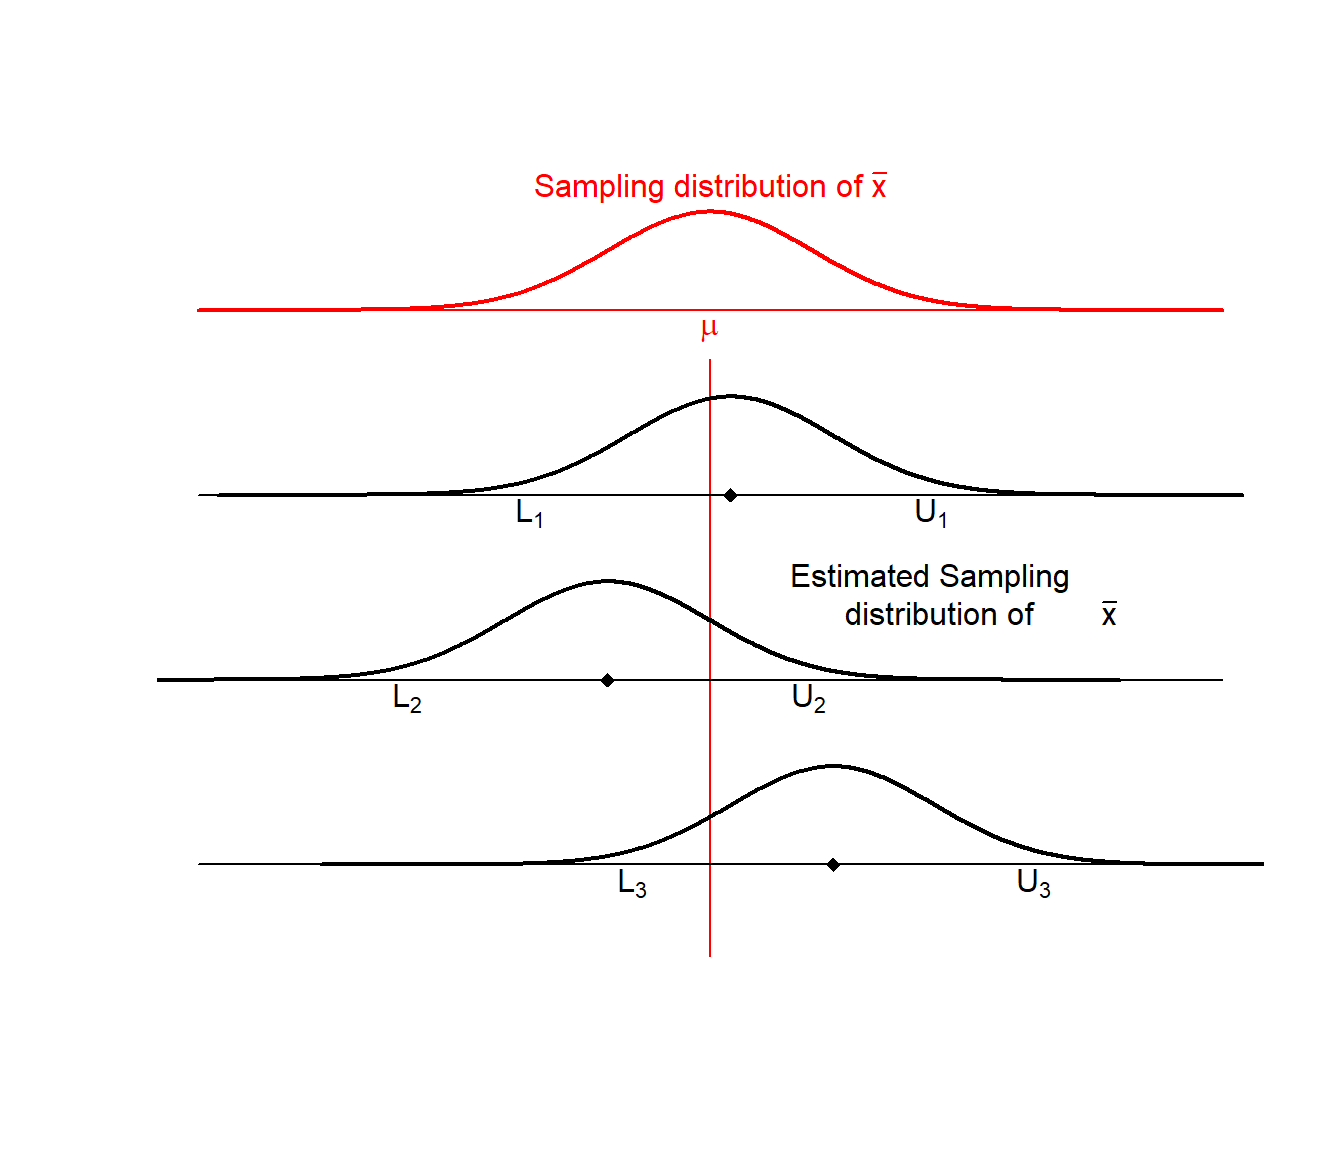 Sampling distribution of x̄
μ
L₁ U₁
Estimated Sampling
distribution of x̄
L₂ U₂
L₃ U₃